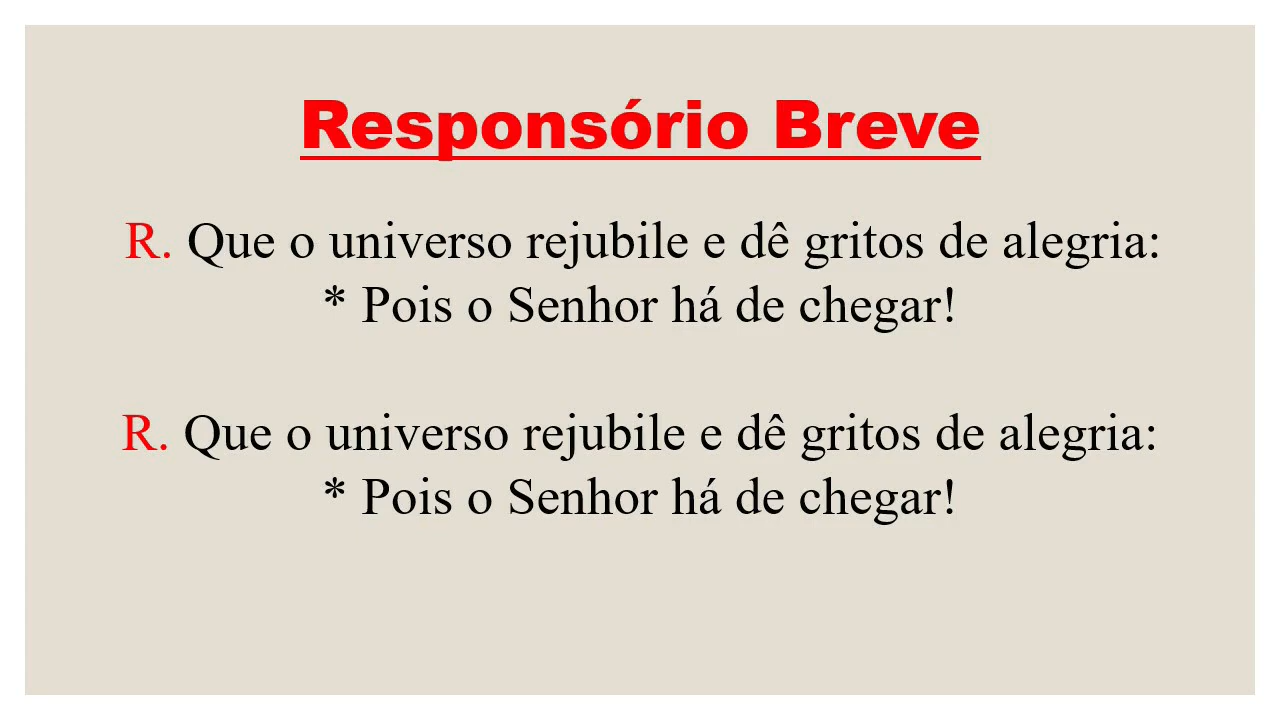 Responsório Breve
R. Que o universo rejubile e dê gritos de alegria:
* Pois o Senhor há de chegar!
R. Que o universo rejubile e dê gritos de alegria:
* Pois o Senhor há de chegar!